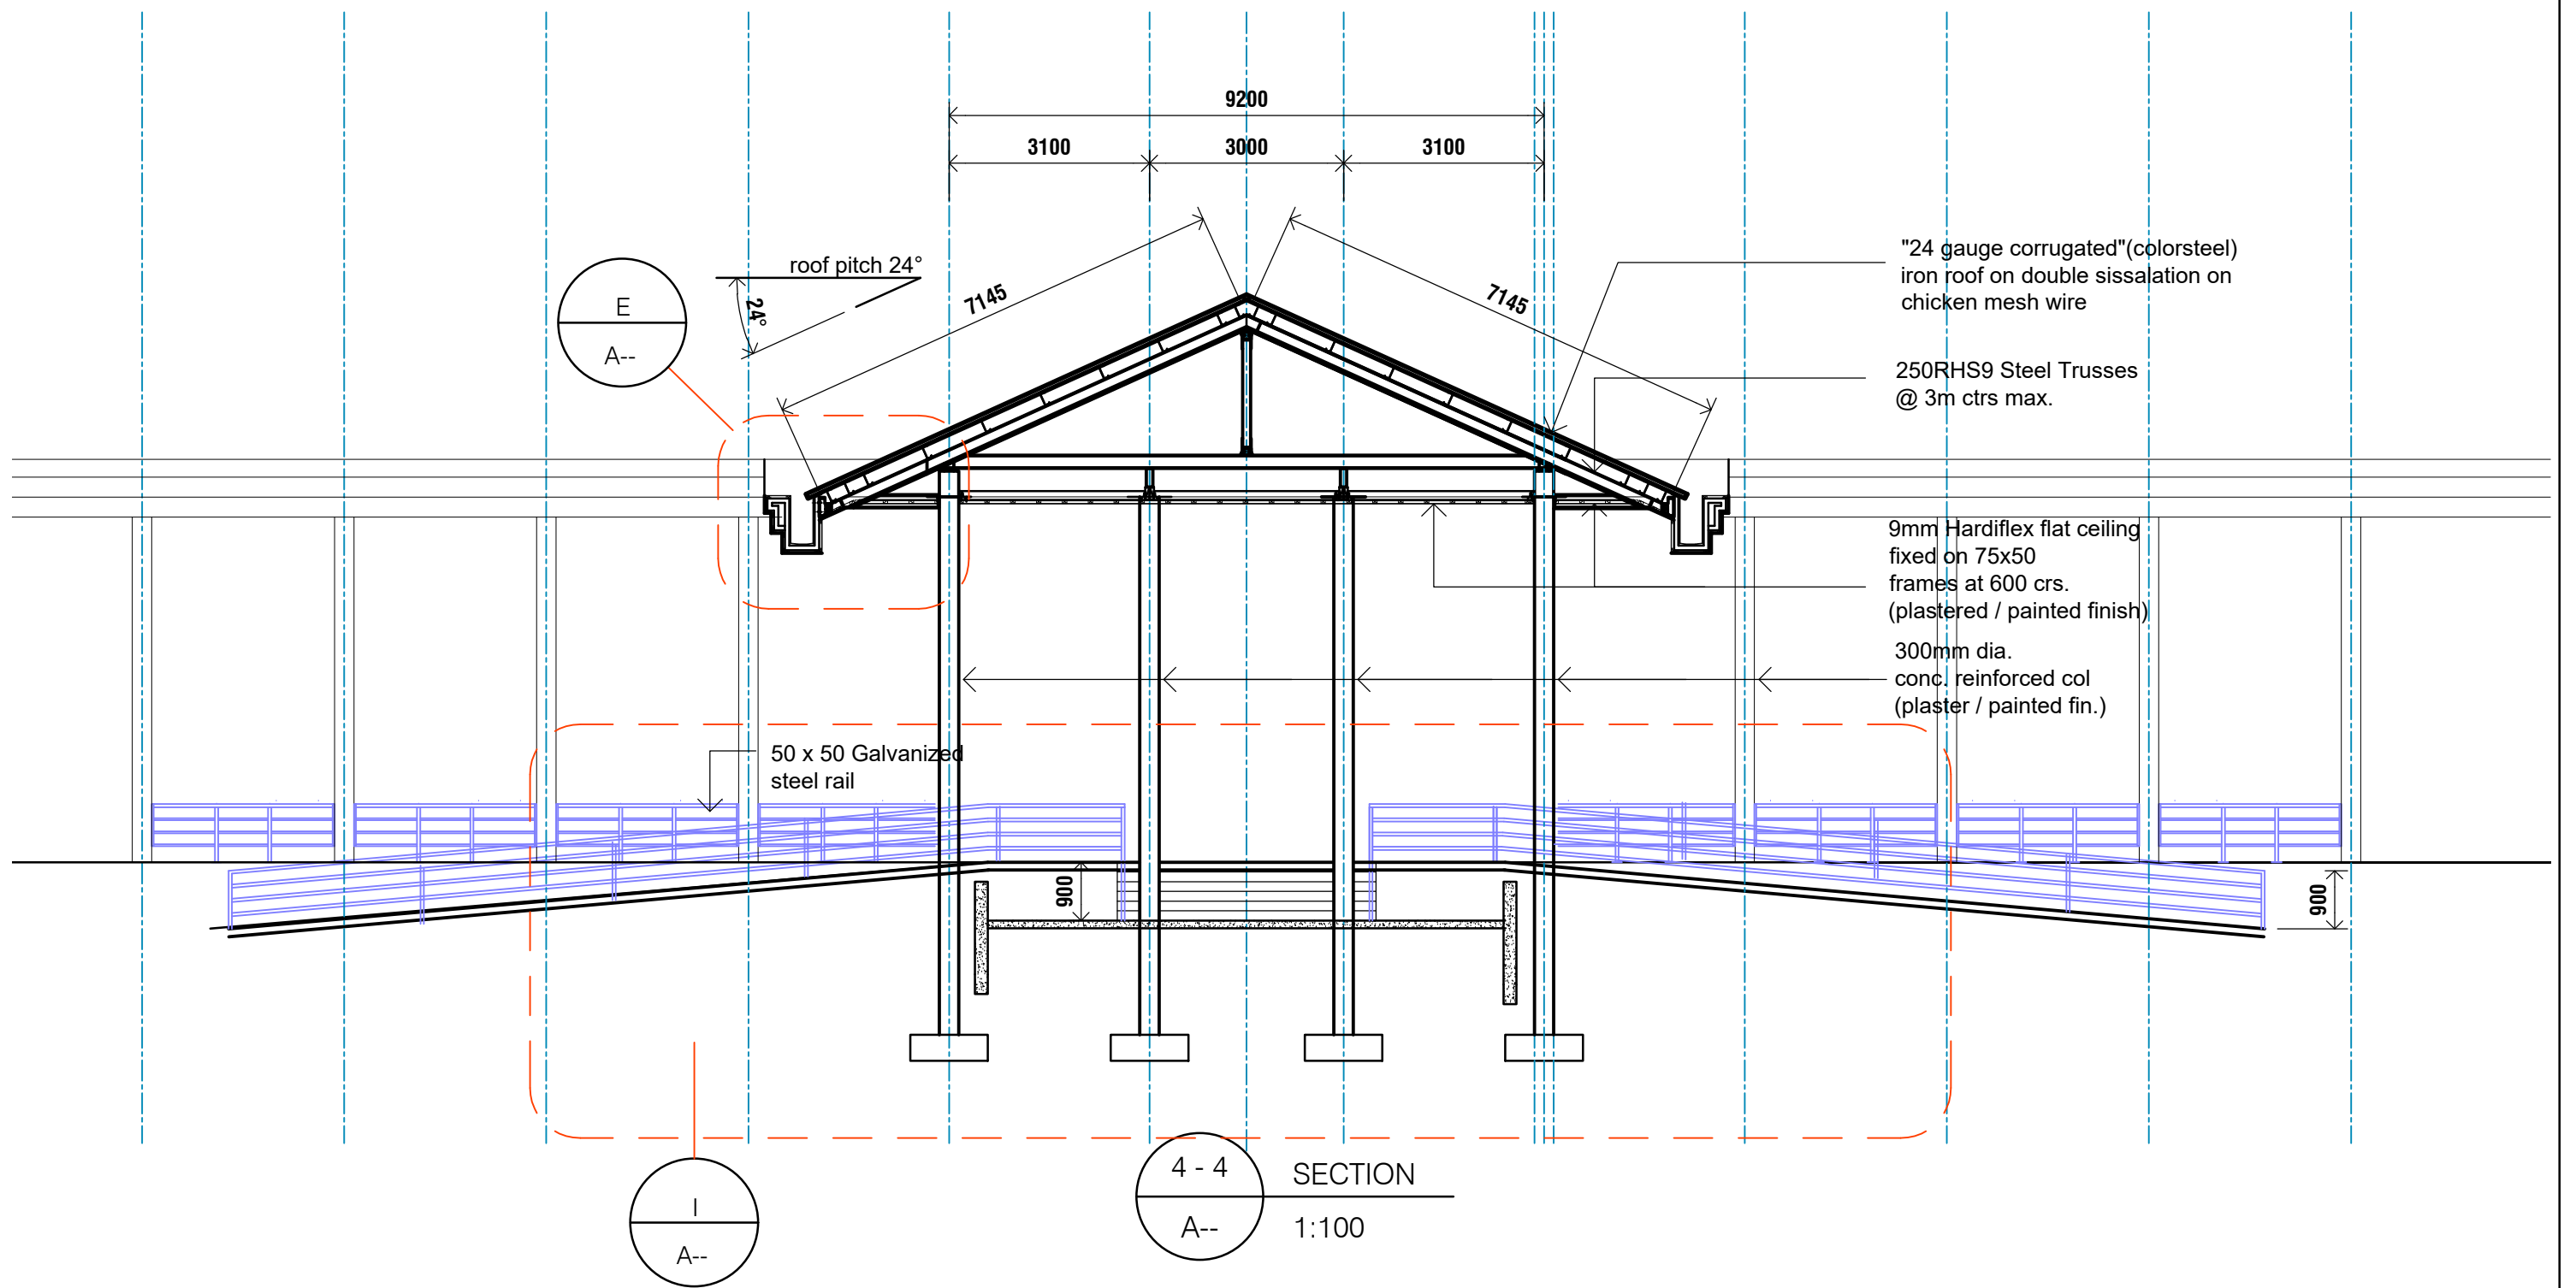 9200
3100
3000
3100
roof pitch 24°
24°
7145
7145
E
A--
"24 gauge corrugated"(colorsteel)
iron roof on double sissalation on
chicken mesh wire
250RHS9 Steel Trusses
@ 3m ctrs max.
9mm Hardiflex flat ceiling
fixed on 75x50
frames at 600 crs.
(plastered / painted finish)
300mm dia.
conc. reinforced col
(plaster / painted fin.)
50 x 50 Galvanized
steel rail
900
900
I
A--
4 - 4
A--
SECTION
1:100